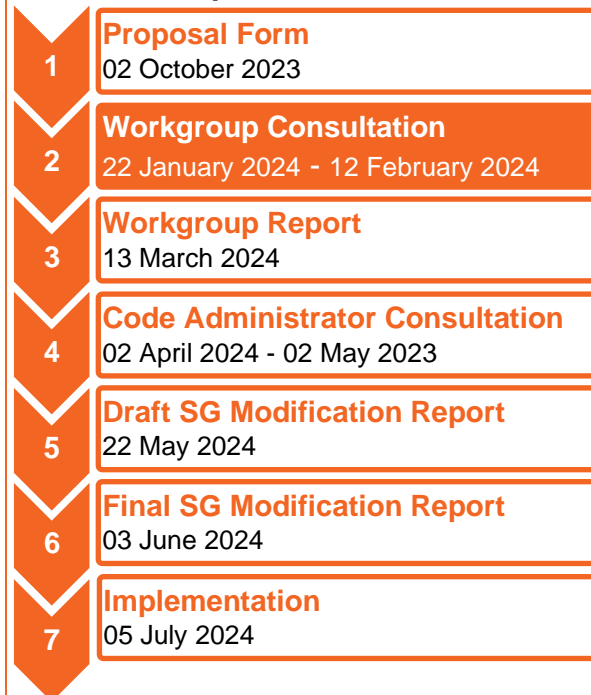 1
Proposal Form
02 October 2023
2
Workgroup Consultation
22 January 2024 - 12 February 2024
3
Workgroup Report
13 March 2024
4
Code Administrator Consultation
02 April 2024 - 02 May 2023
5
Draft SG Modification Report
22 May 2024
6
Final SG Modification Report
03 June 2024
7
Implementation
05 July 2024